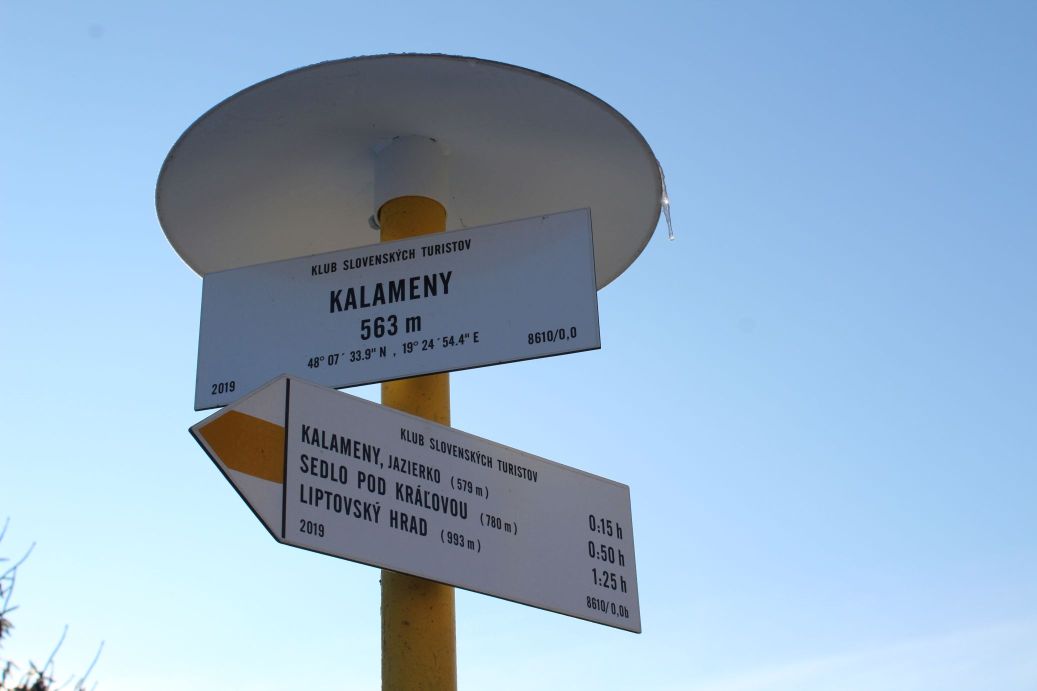 KLUB SLOVENSKÝCH TURISTOV
KALAMENY
563 m
48° 07´ 33.9" N , 19° 24´54.4" E
8610/0,0
2019
KLUB SLOVENSKÝCH TURISTOV
KALAMENY, JAZIERKO (579 m) 0:15 h
SEDLO POD KRÁĽOVOU (780 m) 0:50 h
LIPTOVSKÝ HRAD (993 m) 1:25 h
2019 8610/0,0b